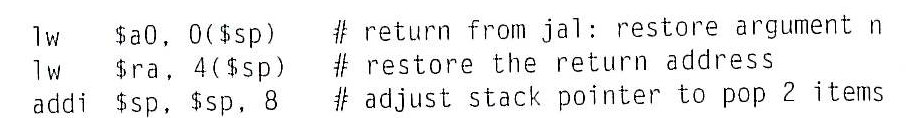 lw $a0, 0($sp) # return from jal: restore argument n
lw $ra, 4($sp) # restore the return address
addi $sp, $sp, 8 # adjust stack pointer to pop 2 items